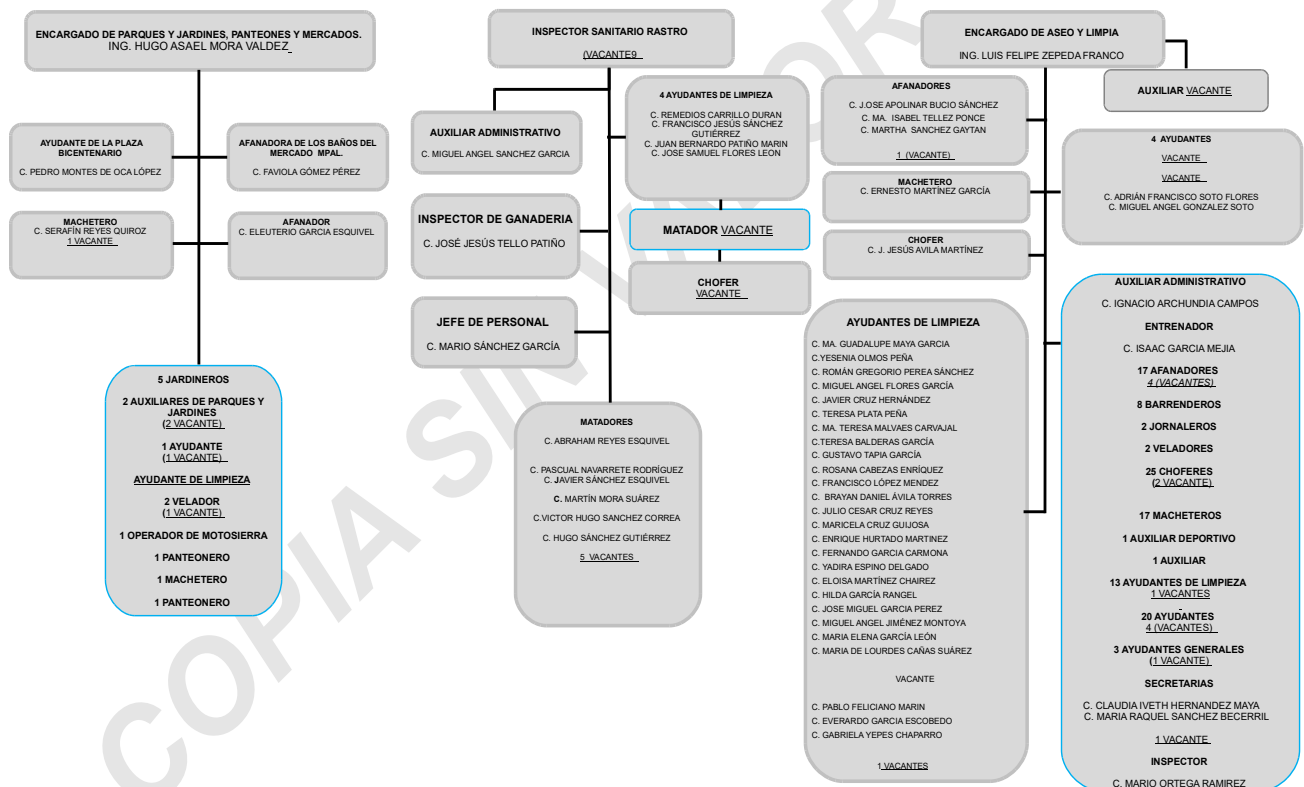 ENCARGADO DE PARQUES Y JARDINES, PANTEONES Y MERCADOS.
ING. HUGO ASAEL MORA VALDEZ
AYUDANTE DE LA PLAZA
BICENTENARIO
C. PEDRO MONTES DE OCA LÓPEZ
AFANADORA DE LOS BAÑOS DEL
MERCADO MPAL.
C. FAVIOLA GÓMEZ PÉREZ
MACHETERO
C. SERAFÍN REYES QUIROZ
1 VACANTE
AFANADOR
C. ELEUTERIO GARCIA ESQUIVEL
5 JARDINEROS
2 AUXILIARES DE PARQUES Y
JARDINES
(2 VACANTE)
1 AYUDANTE
(1 VACANTE)
AYUDANTE DE LIMPIEZA
2 VELADOR
(1 VACANTE)
1 OPERADOR DE MOTOSIERRA
1 PANTEONERO
1 MACHETERO
1 PANTEONERO
INSPECTOR SANITARIO RASTRO
(VACANTE9
AUXILIAR ADMINISTRATIVO
C. MIGUEL ANGEL SANCHEZ GARCIA
4 AYUDANTES DE LIMPIEZA
C. REMEDIOS CARRILLO DURAN
C. FRANCISCO JESÚS SÁNCHEZ
GUTIÉRREZ
C. JUAN BERNARDO PATIÑO MARIN
C. JOSE SAMUEL FLORES LEON
INSPECTOR DE GANADERIA
C. JOSÉ JESÚS TELLO PATIÑO
MATADOR VACANTE
CHOFER
VACANTE
JEFE DE PERSONAL
C. MARIO SÁNCHEZ GARCÍA
MATADORES
C. ABRAHAM REYES ESQUIVEL
C. PASCUAL NAVARRETE RODRÍGUEZ
C. JAVIER SÁNCHEZ ESQUIVEL
C. MARTÍN MORA SUÁREZ
C.VICTOR HUGO SANCHEZ CORREA
C. HUGO SÁNCHEZ GUTIÉRREZ
5 VACANTES
ENCARGADO DE ASEO Y LIMPIA
ING. LUIS FELIPE ZEPEDA FRANCO
AUXILIAR VACANTE
AFANADORES
C. J.OSE APOLINAR BUCIO SÁNCHEZ
C. MA. ISABEL TELLEZ PONCE
C. MARTHA SANCHEZ GAYTAN
1 (VACANTE)
4 AYUDANTES
VACANTE
VACANTE
C. ADRIÁN FRANCISCO SOTO FLORES
C. MIGUEL ANGEL GONZALEZ SOTO
MACHETERO
C. ERNESTO MARTÍNEZ GARCÍA
CHOFER
C. J. JESÚS AVILA MARTÍNEZ
AYUDANTES DE LIMPIEZA
C. MA. GUADALUPE MAYA GARCIA
C.YESENIA OLMOS PEÑA
C. ROMÁN GREGORIO PEREA SÁNCHEZ
C. MIGUEL ANGEL FLORES GARCÍA
C. JAVIER CRUZ HERNÁNDEZ
C. TERESA PLATA PEÑA
C. MA. TERESA MALVAES CARVAJAL
C.TERESA BALDERAS GARCÍA
C. GUSTAVO TAPIA GARCÍA
C. ROSANA CABEZAS ENRÍQUEZ
C. FRANCISCO LÓPEZ MENDEZ
C. BRAYAN DANIEL ÁVILA TORRES
C. JULIO CESAR CRUZ REYES
C. MARICELA CRUZ GUIJOSA
C. ENRIQUE HURTADO MARTINEZ
C. FERNANDO GARCIA CARMONA
C. YADIRA ESPINO DELGADO
C. ELOISA MARTÍNEZ CHAIREZ
C. HILDA GARCÍA RANGEL
C. JOSE MIGUEL GARCIA PEREZ
C. MIGUEL ANGEL JIMÉNEZ MONTOYA
C. MARIA ELENA GARCÍA LEÓN
C. MARIA DE LOURDES CAÑAS SUÁREZ
VACANTE
C. PABLO FELICIANO MARIN
C. EVERARDO GARCIA ESCOBEDO
C. GABRIELA YEPES CHAPARRO
1 VACANTES
AUXILIAR ADMINISTRATIVO
C. IGNACIO ARCHUNDIA CAMPOS
ENTRENADOR
C. ISAAC GARCIA MEJIA
17 AFANADORES
4 (VACANTES)
8 BARRENDEROS
2 JORNALEROS
2 VELADORES
25 CHOFERES
(2 VACANTE)
17 MACHETEROS
1 AUXILIAR DEPORTIVO
1 AUXILIAR
13 AYUDANTES DE LIMPIEZA
1 VACANTES
20 AYUDANTES
4 (VACANTES)
3 AYUDANTES GENERALES
(1 VACANTE)
SECRETARIAS
C. CLAUDIA IVETH HERNANDEZ MAYA
C. MARIA RAQUEL SANCHEZ BECERRIL
1 VACANTE
INSPECTOR
C. MARIO ORTEGA RAMIREZ
COPIA SIN VALOR